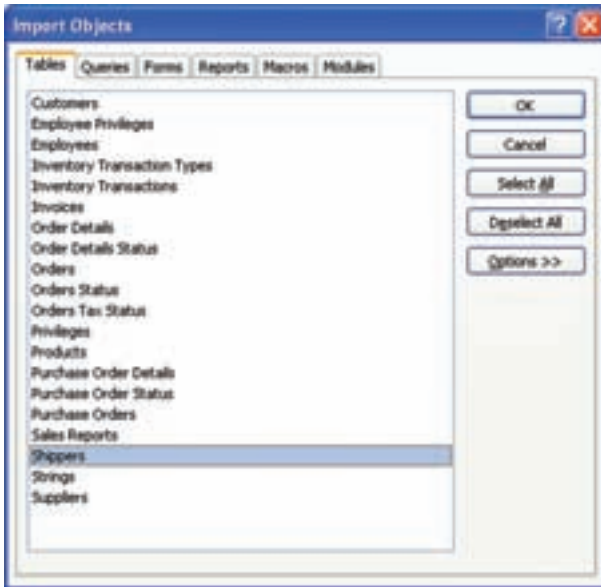 Import Objects
Tables Queries Forms Reports Macros Modules
Customers
Employee Privileges
Employees
Inventory Transaction Types
Inventory Transactions
Invoices
Order Details
Order Details Status
Orders
Orders Status
Orders Tax Status
Privileges
Products
Purchase Order Details
Purchase Order Status
Purchase Orders
Sales Reports
Shippers
Strings
Suppliers
OK
Cancel
Select All
Deselect All
Options >>